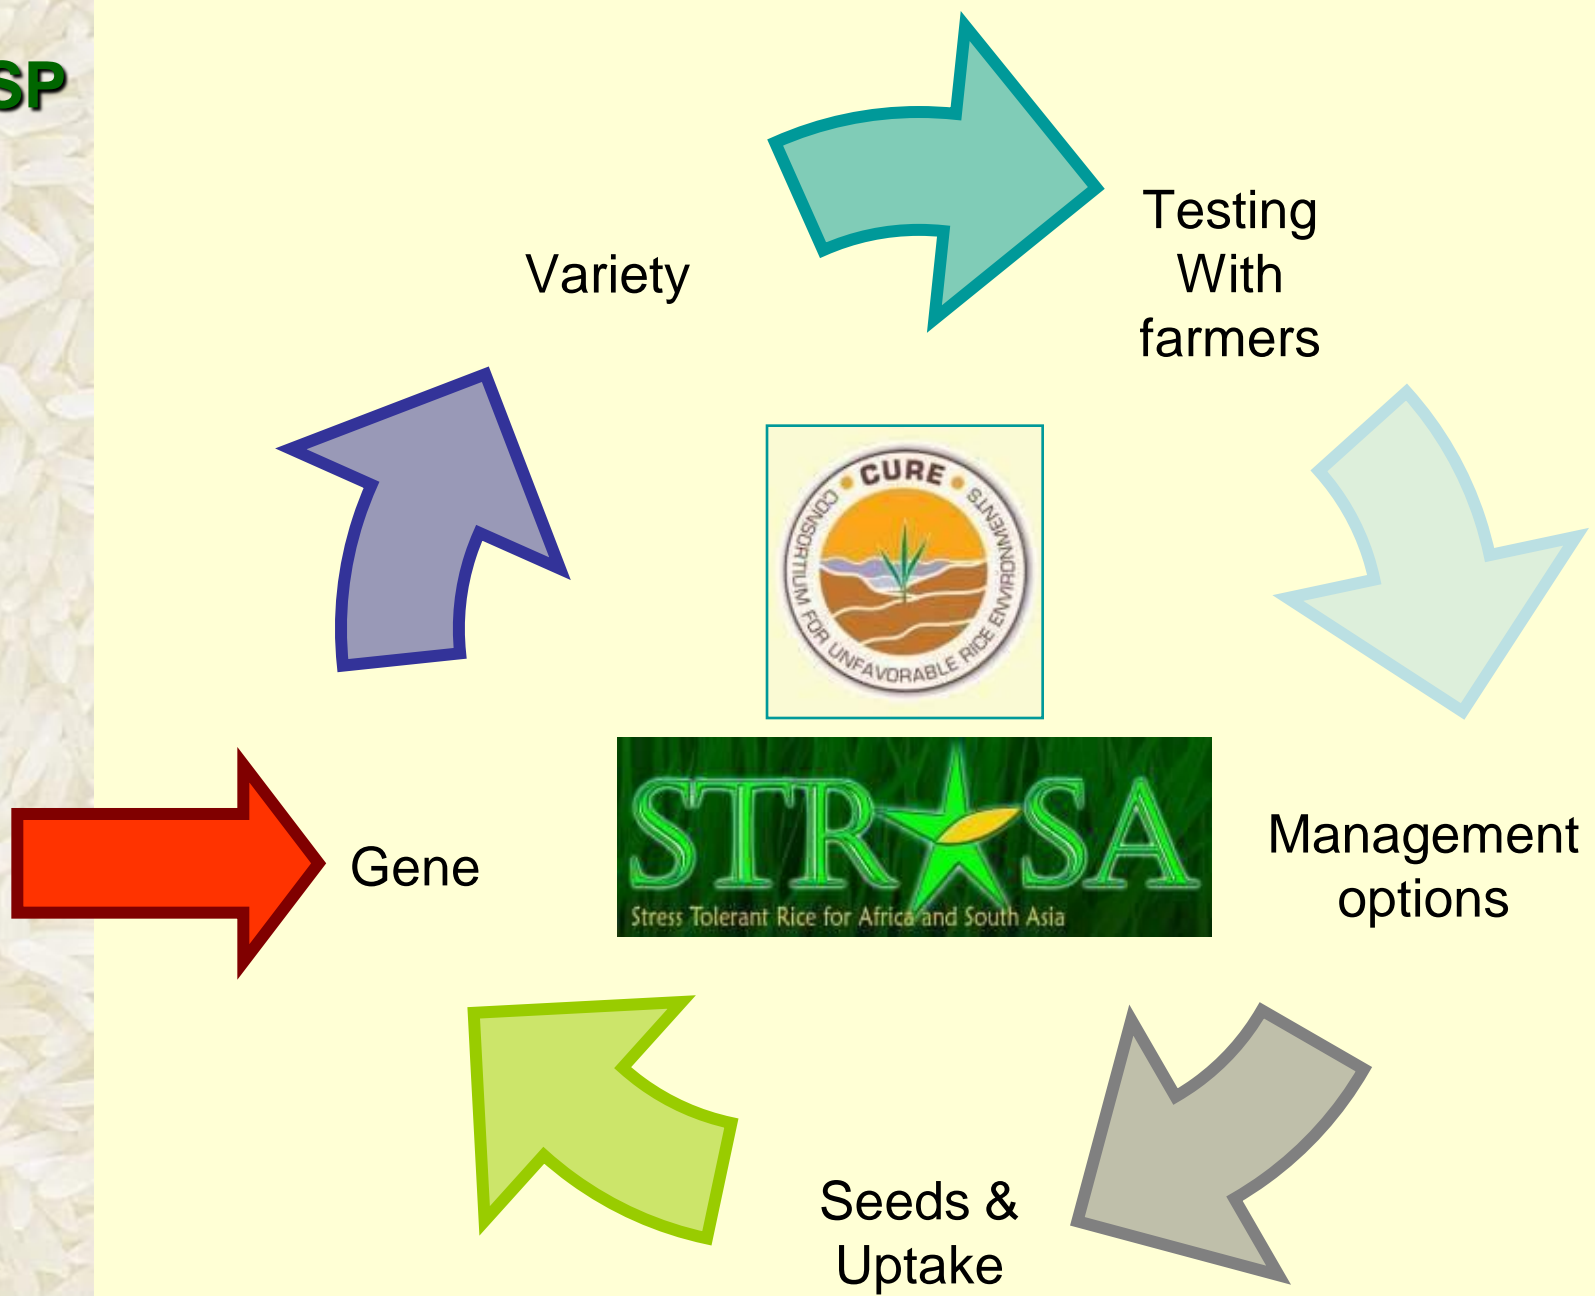 SP
Variety
Testing
With
farmers
CURE
CONSORTIUM FOR UNFAVORABLE RICE ENVIRONMENTS
STRASA
Stress Tolerant Rice for Africa and South Asia
Gene
Management
options
Seeds &
Uptake